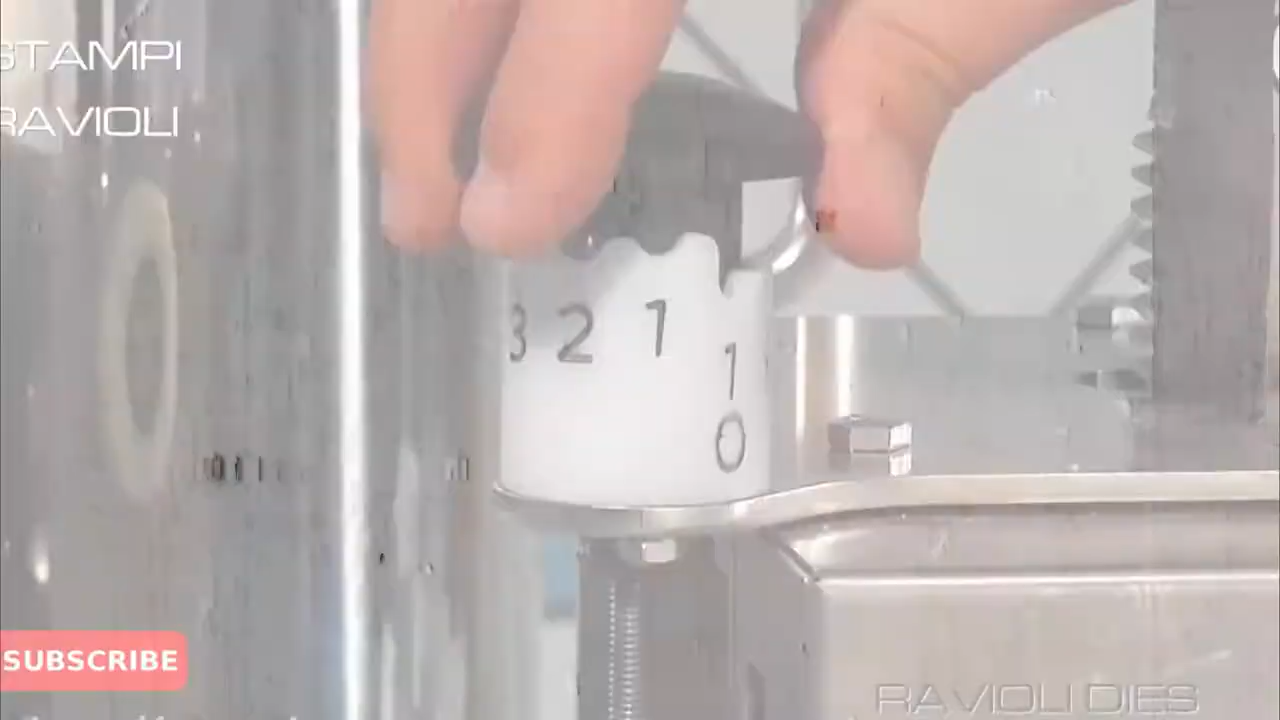 STAMPI
RAVIOLI
3 2 1
1
0
SUBSCRIBE
RAVIOLI DIES